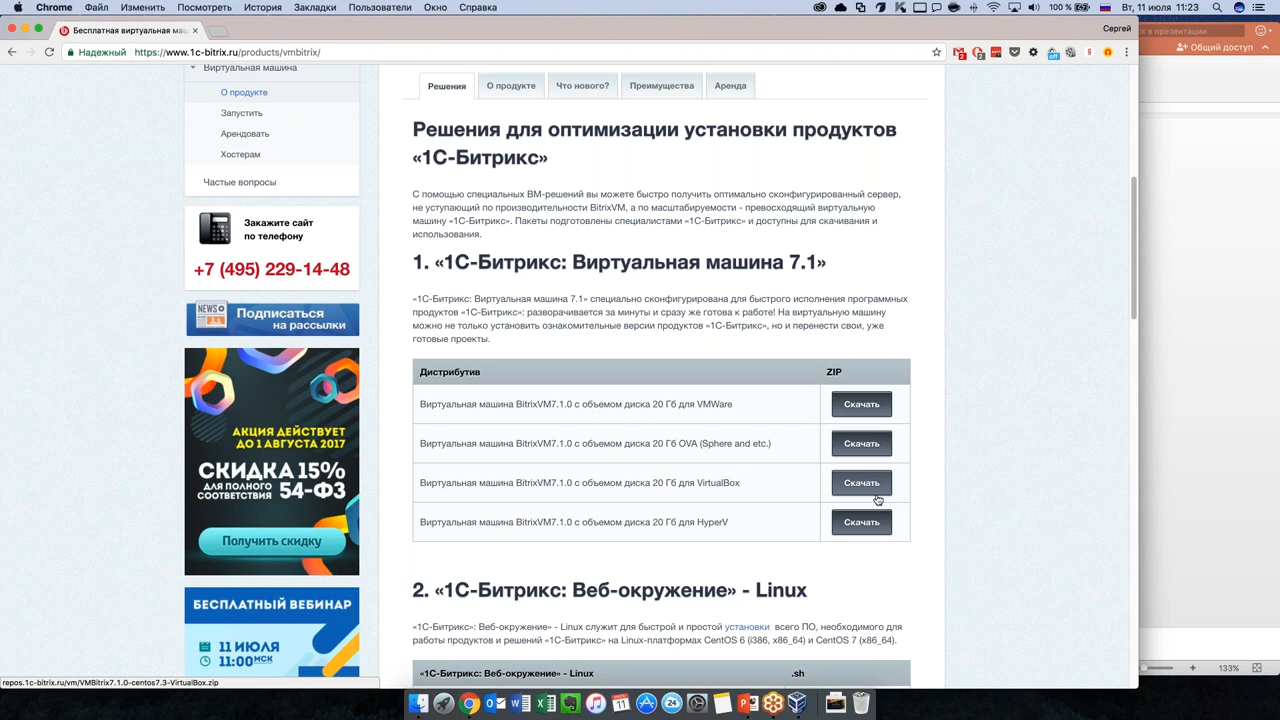 Chrome Файл Изменить Посмотреть История Закладки Пользователи Окно Справка
100 % Вт, 11 июля 11:23
Бесплатная виртуальная маш
Сергей
Надежный https://www.1c-bitrix.ru/products/vmbitrix/
к в презентации
Общий доступ
Виртуальная машина
О продукте
Запустить
Арендовать
Хостерам
Частые вопросы
Закажите сайт
по телефону
+7 (495) 229-14-48
NEWS
Подписаться
на рассылки
АКЦИЯ ДЕЙСТВУЕТ
ДО 1 АВГУСТА 2017
СКИДКА 15%
ДЛЯ ПОЛНОГО
СООТВЕТСТВИЯ
54-ФЗ
Получить скидку
БЕСПЛАТНЫЙ ВЕБИНАР
11 ИЮЛЯ
11:00МСК
Решения О продукте Что нового? Преимущества Аренда
Решения для оптимизации установки продуктов
«1С-Битрикс»
С помощью специальных ВМ-решений вы можете быстро получить оптимально сконфигурированный сервер,
не уступающий по производительности BitrixVM, а по масштабируемости - превосходящий виртуальную
машину «1С-Битрикс». Пакеты подготовлены специалистами «1С-Битрикс» и доступны для скачивания и
использования.
1. «1С-Битрикс: Виртуальная машина 7.1»
«1С-Битрикс: Виртуальная машина 7.1» специально сконфигурирована для быстрого исполнения программных
продуктов «1С-Битрикс»: разворачивается за минуты и сразу же готова к работе! На виртуальную машину
можно не только установить ознакомительные версии продуктов «1С-Битрикс», но и перенести свои, уже
готовые проекты.
Дистрибутив ZIP
Виртуальная машина BitrixVM7.1.0 с объемом диска 20 Гб для VMWare Скачать
Виртуальная машина BitrixVM7.1.0 с объемом диска 20 Гб OVA (Sphere and etc.) Скачать
Виртуальная машина BitrixVM7.1.0 с объемом диска 20 Гб для VirtualBox Скачать
Виртуальная машина BitrixVM7.1.0 с объемом диска 20 Гб для HyperV Скачать
2. «1С-Битрикс: Веб-окружение» - Linux
«1С-Битрикс»: Веб-окружение» - Linux служит для быстрой и простой установки всего ПО, необходимого для
работы продуктов и решений «1С-Битрикс» на Linux-платформах CentOS 6 (i386, x86_64) и CentOS 7 (x86_64).
«1С-Битрикс: Веб-окружение» - Linux .sh
repos.1c-bitrix.ru/vm/VMBitrix7.1.0-centos7.3-VirtualBox.zip
133%